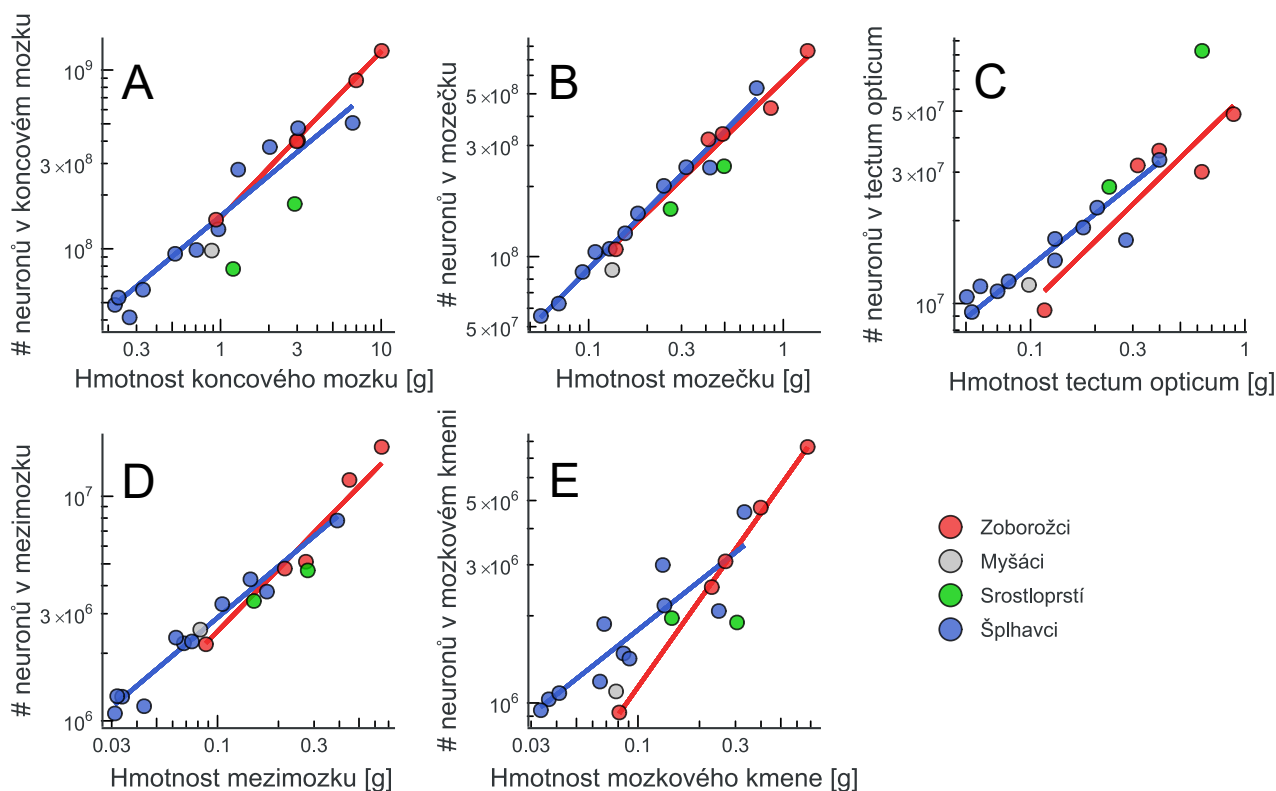 A
# neuronů v koncovém mozku
10⁹
3×10⁸
10⁸
0.3 1 3 10
Hmotnost koncového mozku [g]
B
# neuronů v mozečku
5×10⁸
3×10⁸
10⁸
5×10⁷
0.1 0.3 1
Hmotnost mozečku [g]
C
# neuronů v tectum opticum
5×10⁷
3×10⁷
10⁷
0.1 0.3 1
Hmotnost tectum opticum [g]
D
# neuronů v mezimozku
10⁷
3×10⁶
10⁶
0.03 0.1 0.3
Hmotnost mezimozku [g]
E
# neuronů v mozkovém kmeni
5×10⁶
3×10⁶
10⁶
0.03 0.1 0.3
Hmotnost mozkového kmene [g]
Zoborožci
Myšáci
Srostloprstí
Šplhavci